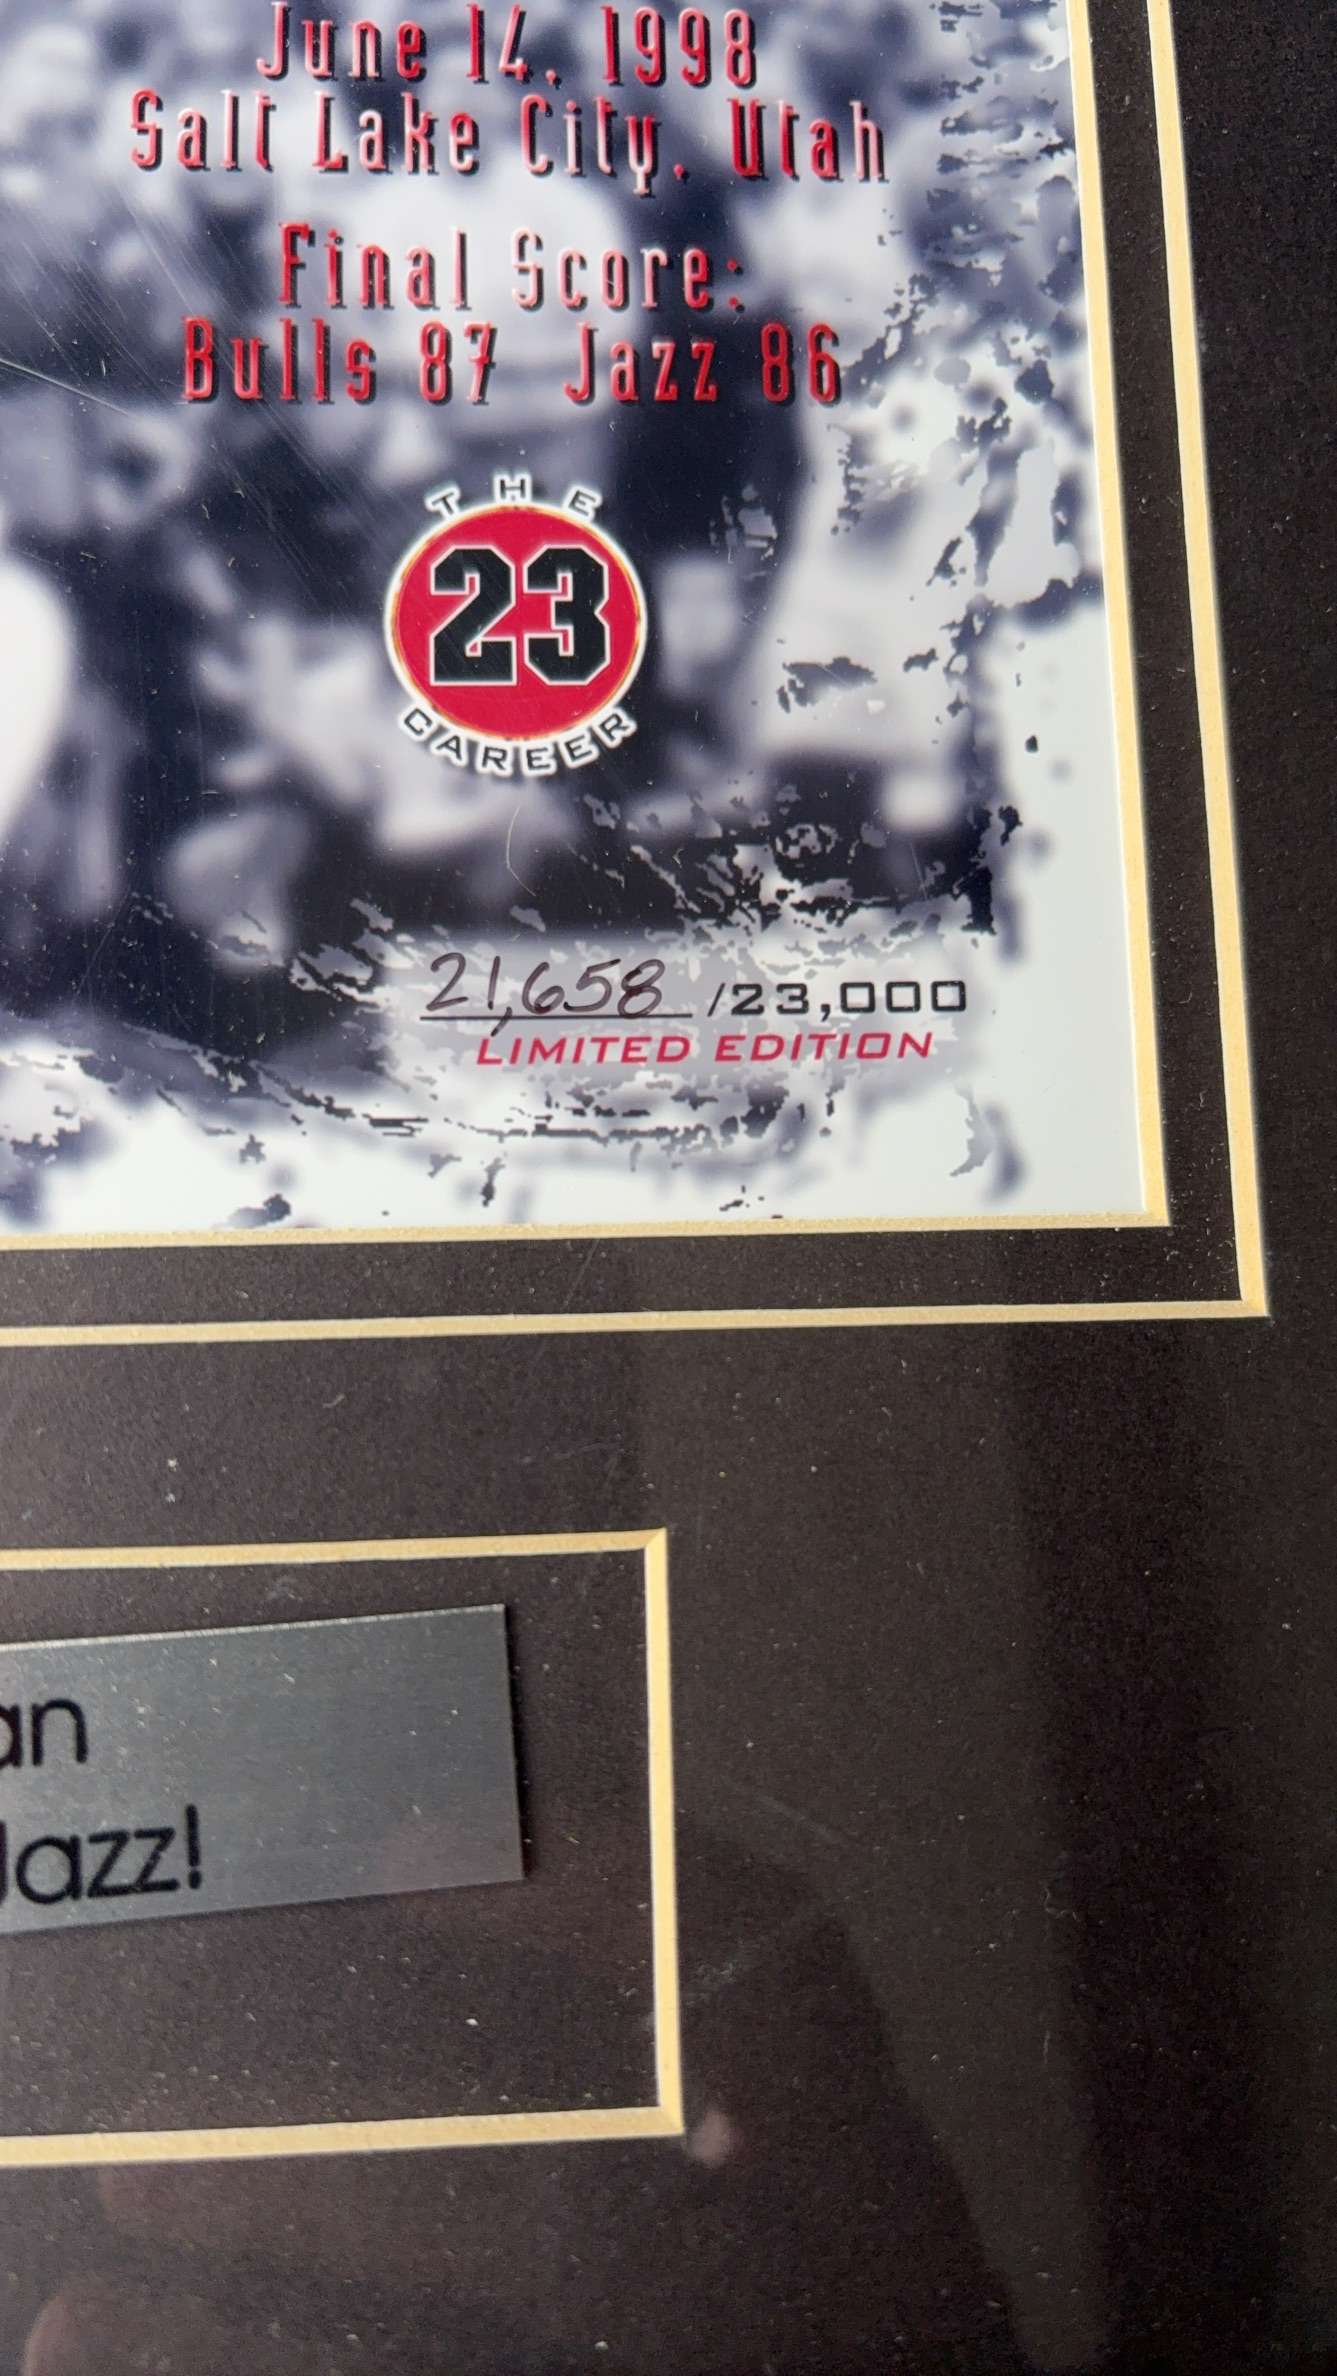 June 14, 1998
Salt Lake City, Utah
Final Score:
Bulls 87 Jazz 86
THE
23
CAREER
21,658 /23,000
LIMITED EDITION
an
Jazz!